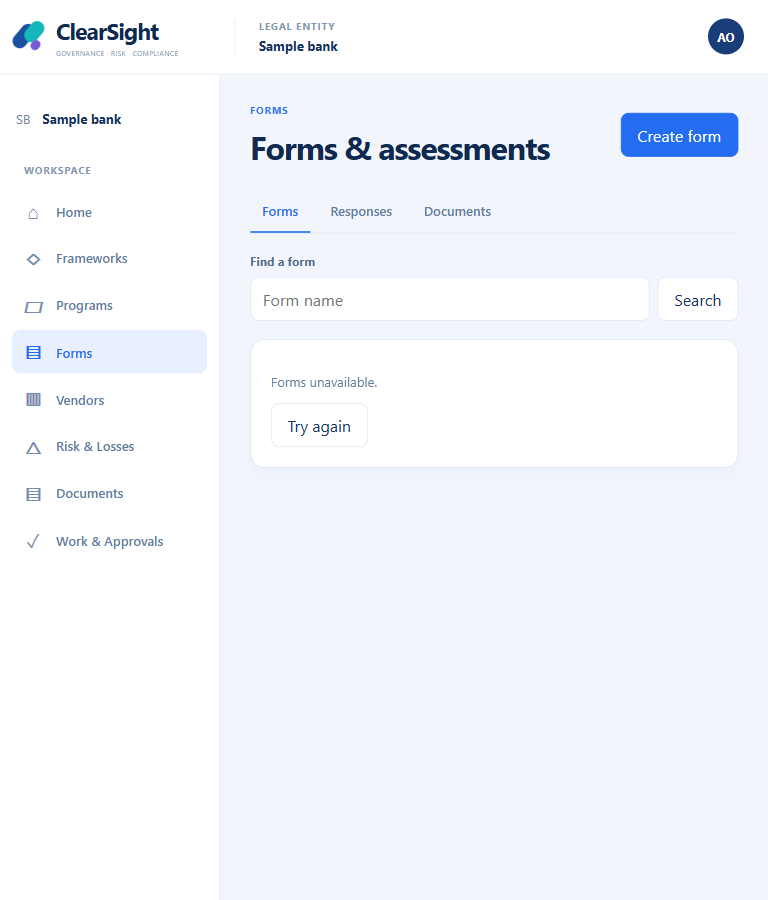 ClearSight
GOVERNANCE · RISK · COMPLIANCE
LEGAL ENTITY
Sample bank
AO
SB Sample bank
WORKSPACE
Home
Frameworks
Programs
Forms
Vendors
Risk & Losses
Documents
Work & Approvals
FORMS
Forms & assessments
Create form
Forms Responses Documents
Find a form
Form name
Search
Forms unavailable.
Try again